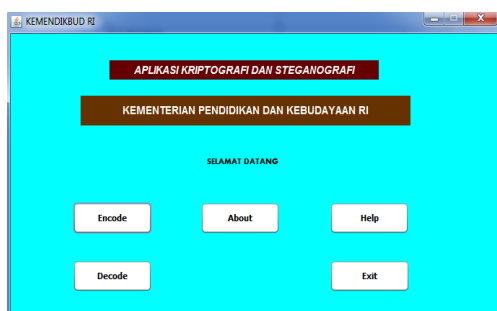 KEMENDIKBUD RI
APLIKASI KRIPTOGRAFI DAN STEGANOGRAFI
KEMENTERIAN PENDIDIKAN DAN KEBUDAYAAN RI
SELAMAT DATANG
Encode About Help
Decode Exit